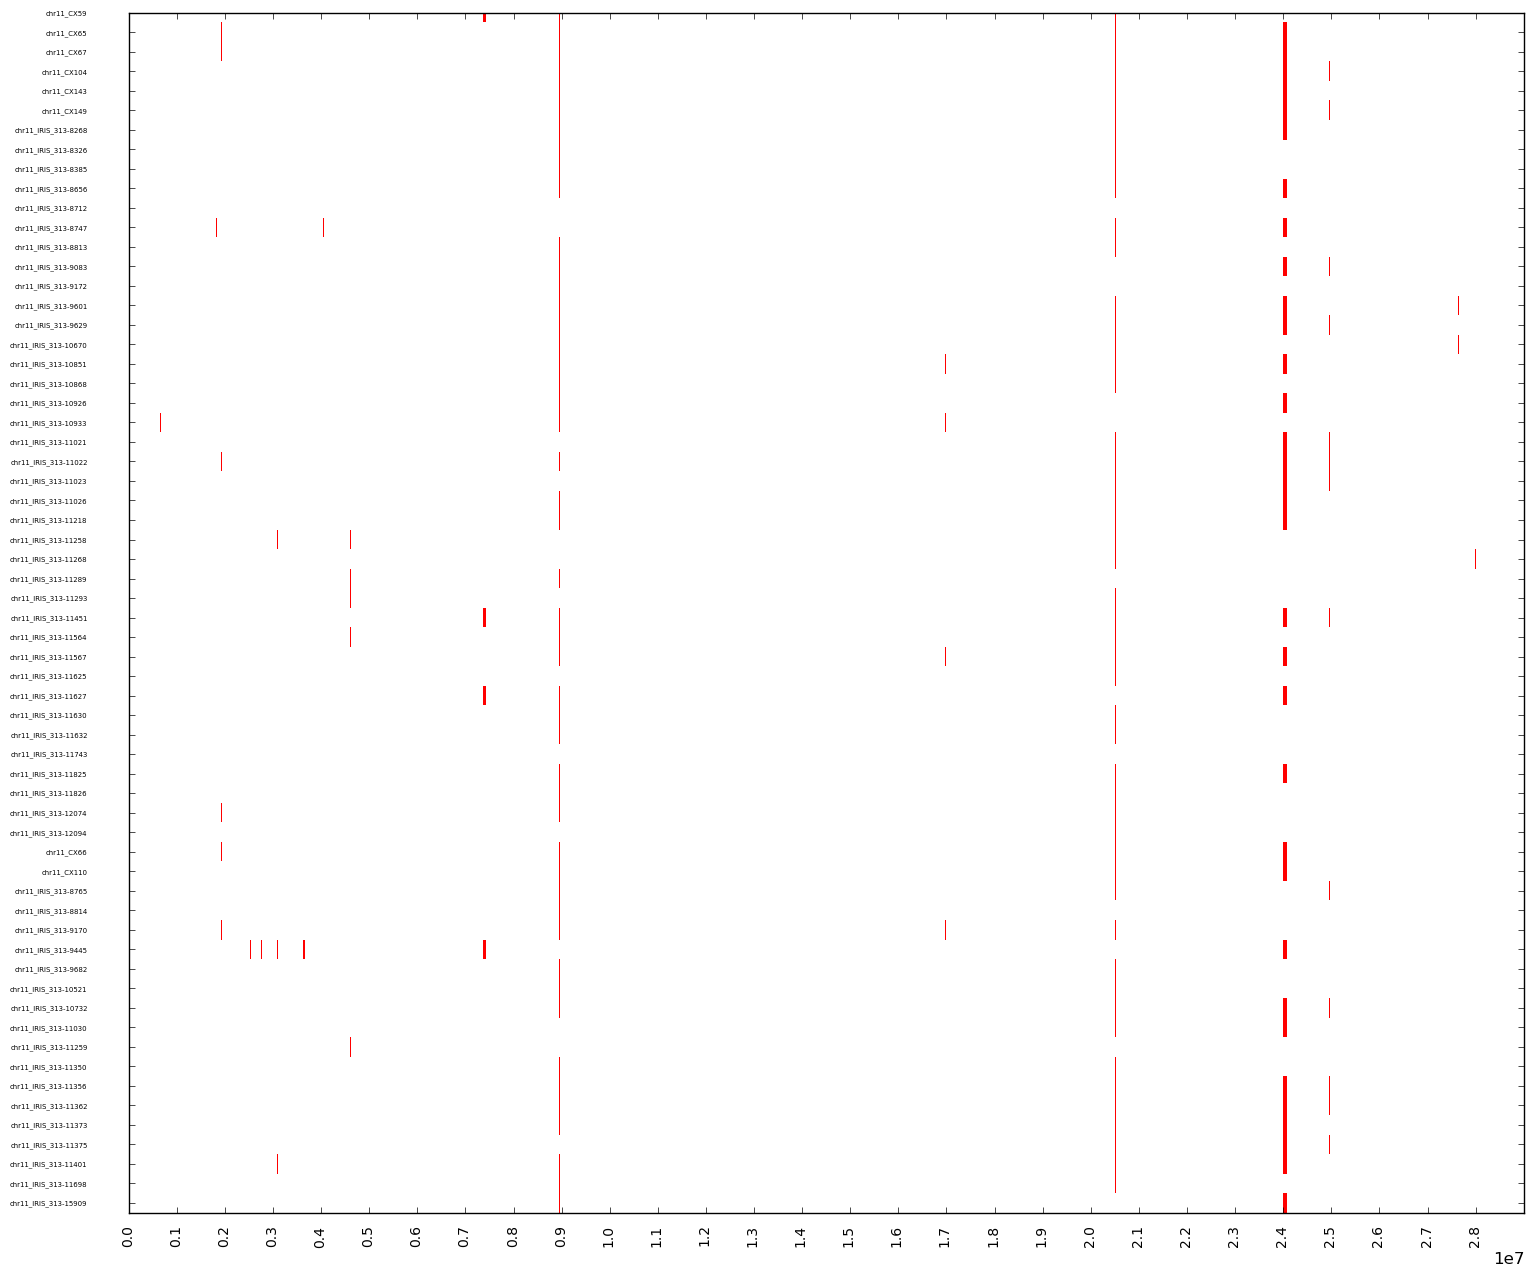 chr11_CX59
chr11_CX65
chr11_CX67
chr11_CX104
chr11_CX143
chr11_CX149
chr11_IRIS_313-8268
chr11_IRIS_313-8326
chr11_IRIS_313-8385
chr11_IRIS_313-8656
chr11_IRIS_313-8712
chr11_IRIS_313-8747
chr11_IRIS_313-8813
chr11_IRIS_313-9083
chr11_IRIS_313-9172
chr11_IRIS_313-9601
chr11_IRIS_313-9629
chr11_IRIS_313-10670
chr11_IRIS_313-10851
chr11_IRIS_313-10868
chr11_IRIS_313-10926
chr11_IRIS_313-10933
chr11_IRIS_313-11021
chr11_IRIS_313-11022
chr11_IRIS_313-11023
chr11_IRIS_313-11026
chr11_IRIS_313-11218
chr11_IRIS_313-11258
chr11_IRIS_313-11268
chr11_IRIS_313-11289
chr11_IRIS_313-11293
chr11_IRIS_313-11451
chr11_IRIS_313-11564
chr11_IRIS_313-11567
chr11_IRIS_313-11625
chr11_IRIS_313-11627
chr11_IRIS_313-11630
chr11_IRIS_313-11632
chr11_IRIS_313-11743
chr11_IRIS_313-11825
chr11_IRIS_313-11826
chr11_IRIS_313-12074
chr11_IRIS_313-12094
chr11_CX66
chr11_CX110
chr11_IRIS_313-8765
chr11_IRIS_313-8814
chr11_IRIS_313-9170
chr11_IRIS_313-9445
chr11_IRIS_313-9682
chr11_IRIS_313-10521
chr11_IRIS_313-10732
chr11_IRIS_313-11030
chr11_IRIS_313-11259
chr11_IRIS_313-11350
chr11_IRIS_313-11356
chr11_IRIS_313-11362
chr11_IRIS_313-11373
chr11_IRIS_313-11375
chr11_IRIS_313-11401
chr11_IRIS_313-11698
chr11_IRIS_313-15909
0.0 0.1 0.2 0.3 0.4 0.5 0.6 0.7 0.8 0.9 1.0 1.1 1.2 1.3 1.4 1.5 1.6 1.7 1.8 1.9 2.0 2.1 2.2 2.3 2.4 2.5 2.6 2.7 2.8
1e7